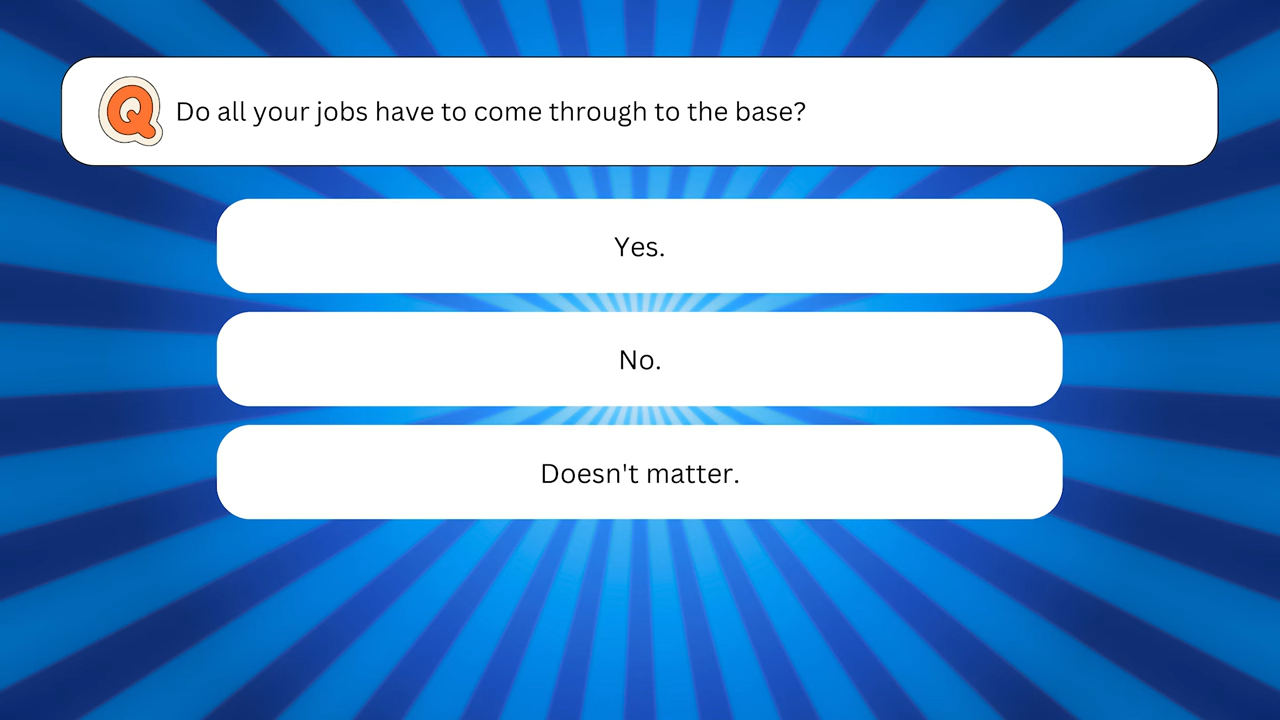 Q Do all your jobs have to come through to the base?
Yes.
No.
Doesn't matter.